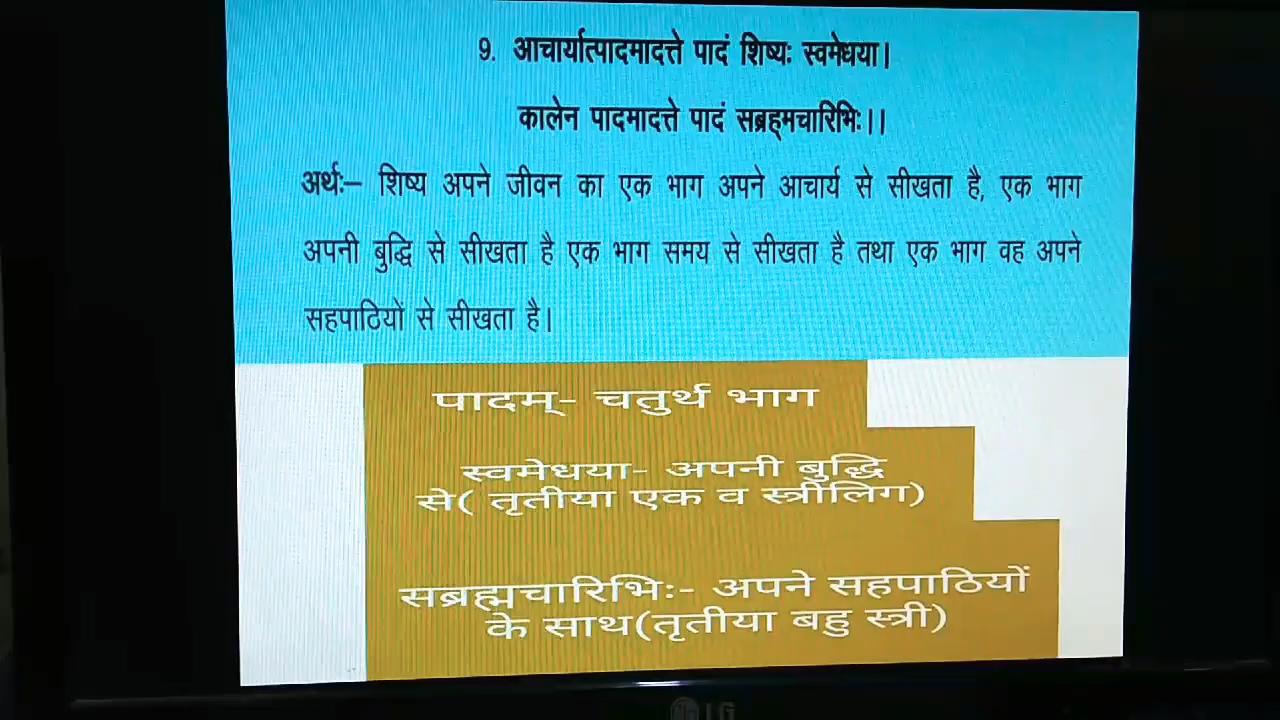 9. आचार्यात्पादमादत्ते पादं शिष्यः स्वमेधया।
कालेन पादमादत्ते पादं सब्रह्मचारिभिः।।
अर्थः– शिष्य अपने जीवन का एक भाग अपने आचार्य से सीखता है, एक भाग
अपनी बुद्धि से सीखता है एक भाग समय से सीखता है तथा एक भाग वह अपने
सहपाठियों से सीखता है।
पादम्- चतुर्थ भाग
स्वमेधया- अपनी बुद्धि
से( तृतीया एक व स्त्रीलिग)
सब्रह्मचारिभिः- अपने सहपाठियों
के साथ(तृतीया बहु स्त्री)
LG